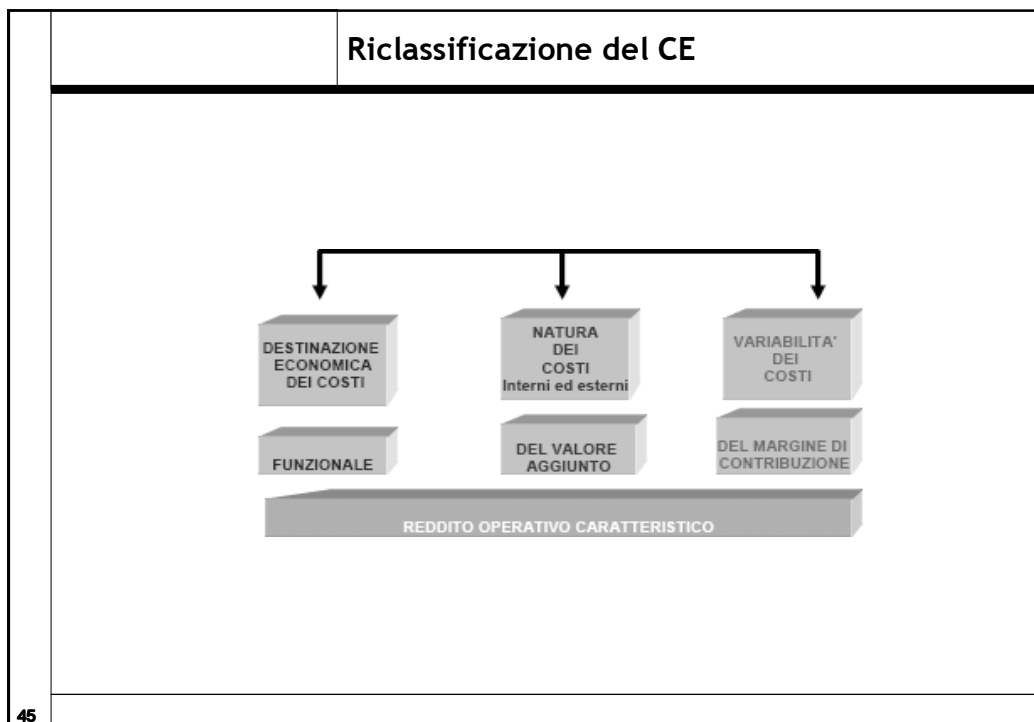 Riclassificazione del CE
DESTINAZIONE
ECONOMICA
DEI COSTI
NATURA
DEI
COSTI
Interni ed esterni
VARIABILITA'
DEI
COSTI
FUNZIONALE
DEL VALORE
AGGIUNTO
DEL MARGINE DI
CONTRIBUZIONE
REDDITO OPERATIVO CARATTERISTICO
45